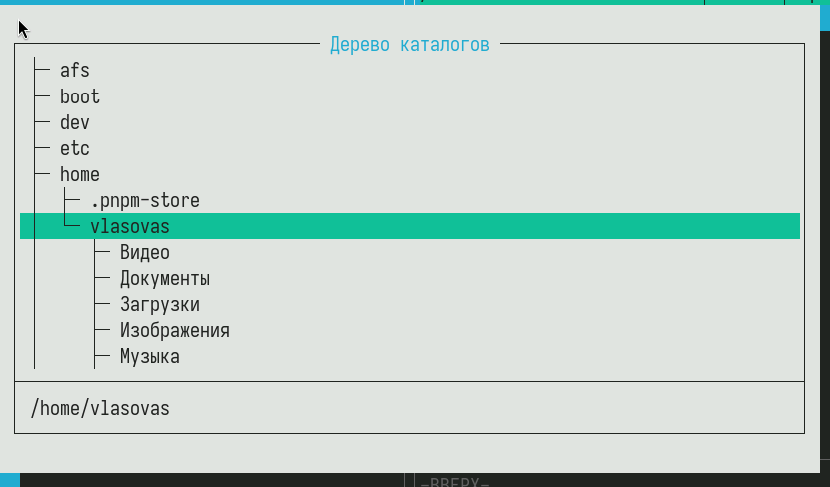 Дерево каталогов
afs
boot
dev
etc
home
.pnpm-store
vlasovas
Видео
Документы
Загрузки
Изображения
Музыка
/home/vlasovas
-ВВЕРХ-